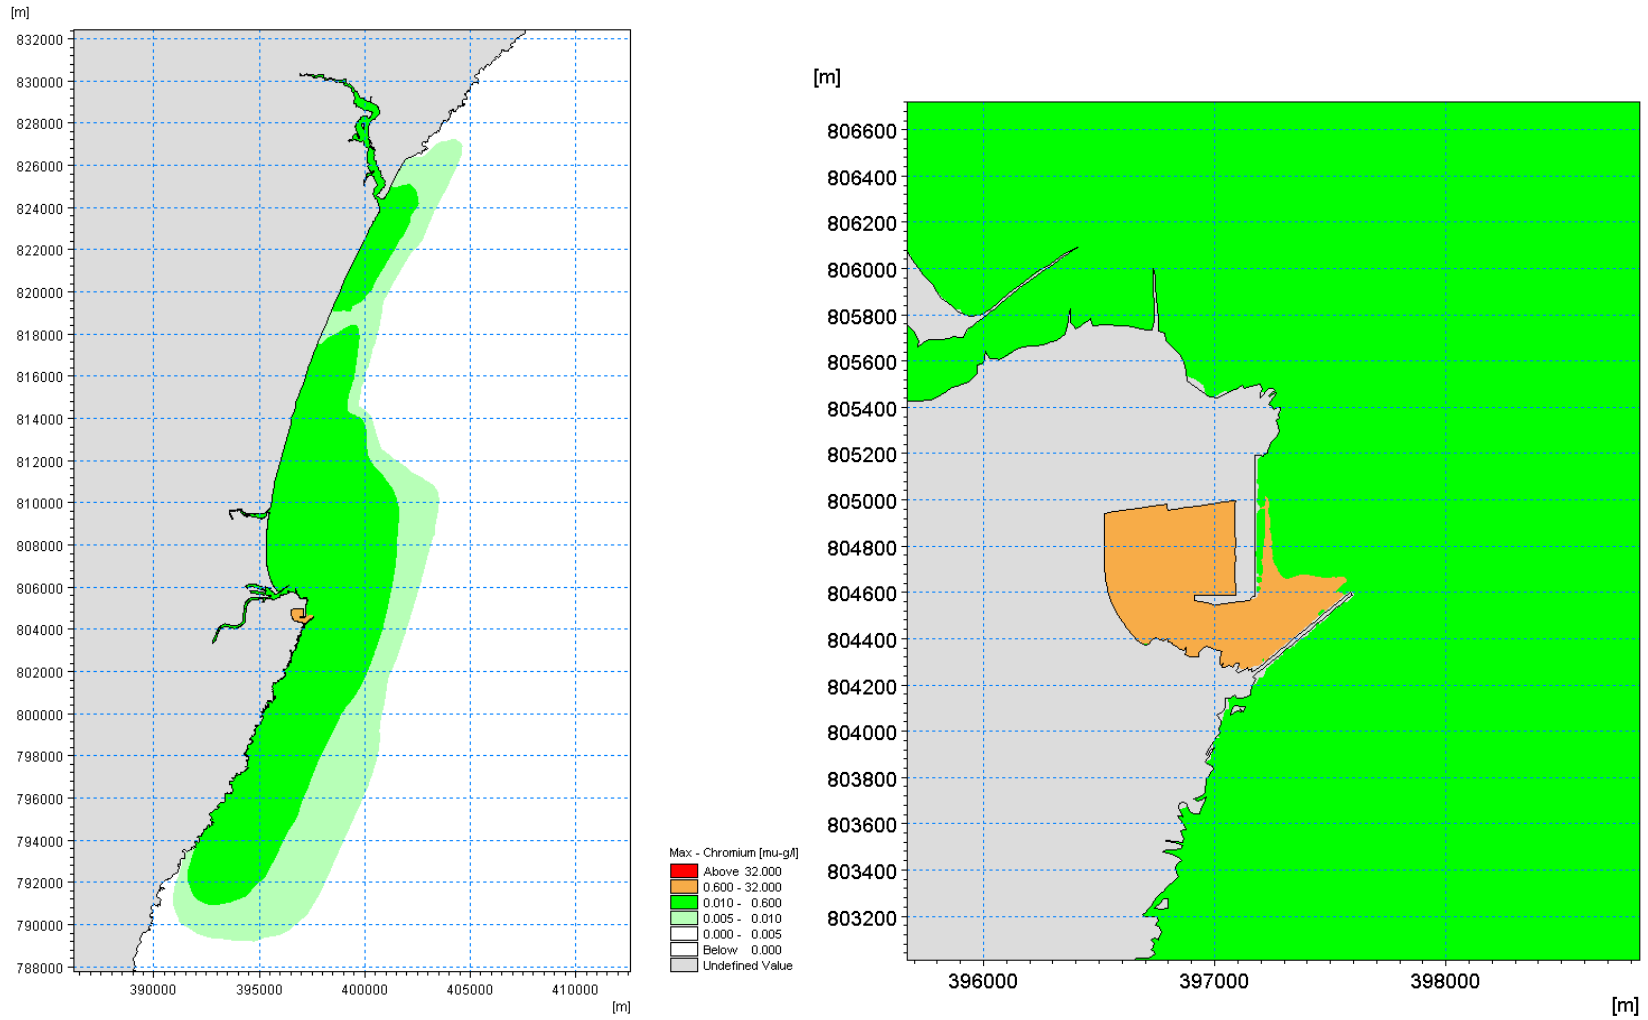 [m]
832000
830000
828000
826000
824000
822000
820000
818000
816000
814000
812000
810000
808000
806000
804000
802000
800000
798000
796000
794000
792000
790000
788000
390000 395000 400000 405000 410000
[m]
Max - Chromium [mu-g/l]
Above 32.000
0.600 - 32.000
0.010 - 0.600
0.005 - 0.010
0.000 - 0.005
Below 0.000
Undefined Value
[m]
806600
806400
806200
806000
805800
805600
805400
805200
805000
804800
804600
804400
804200
804000
803800
803600
803400
803200
396000 397000 398000
[m]